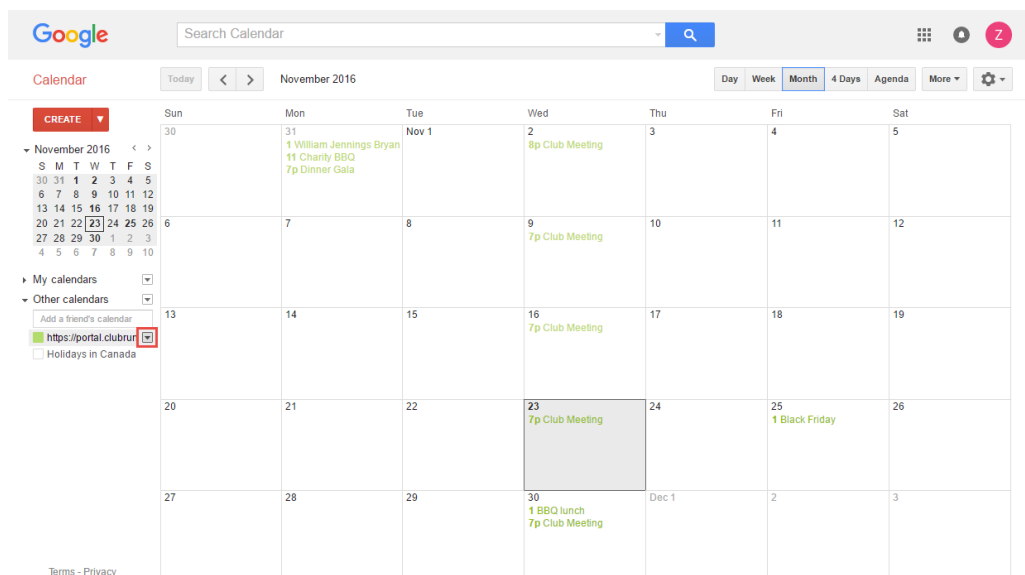 Google
Search Calendar
Z
Calendar
Today
November 2016
Day Week Month 4 Days Agenda More
CREATE
November 2016
S M T W T F S
30 31 1 2 3 4 5
6 7 8 9 10 11 12
13 14 15 16 17 18 19
20 21 22 23 24 25 26
27 28 29 30 1 2 3
4 5 6 7 8 9 10
My calendars
Other calendars
Add a friend's calendar
https://portal.clubrun
Holidays in Canada
Terms - Privacy
Sun Mon Tue Wed Thu Fri Sat
30 31 Nov 1 2 3 4 5
1 William Jennings Bryan
11 Charity BBQ
7p Dinner Gala
8p Club Meeting
6 7 8 9 10 11 12
7p Club Meeting
13 14 15 16 17 18 19
7p Club Meeting
20 21 22 23 24 25 26
7p Club Meeting
1 Black Friday
27 28 29 30 Dec 1 2 3
1 BBQ lunch
7p Club Meeting